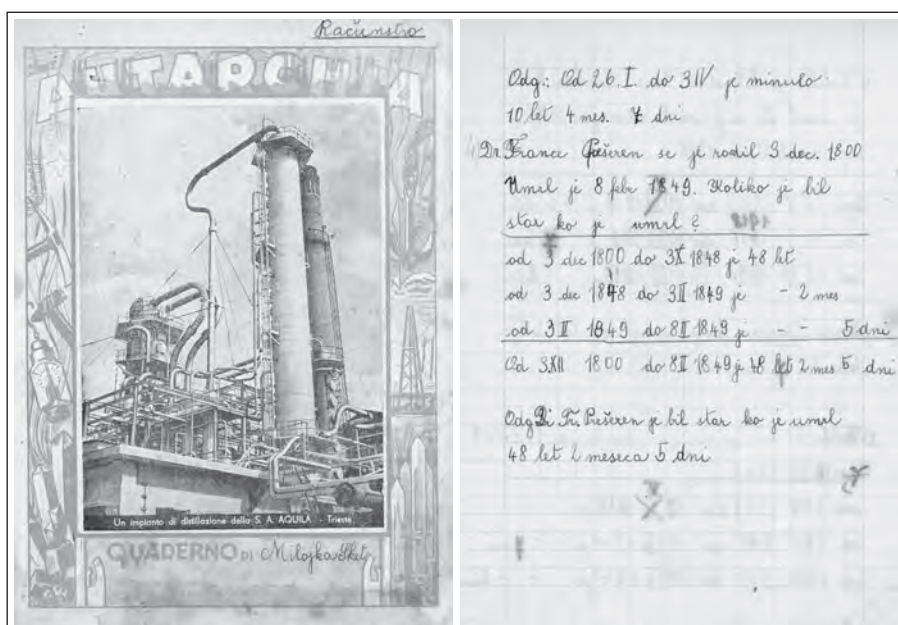 Računstro
AUTARCHIA
Un impianto di distillazione della S. A. AQUILA - Trieste
QUADERNO DI Milojka Sket
Odg.: Od 26. I. do 3 IV je minulo
10 let 4 mes. 7 dni
Dr. France Prešeren se je rodil 3 dec. 1800
Umrl je 8 febr 1849. Koliko je bil
star ko je umrl?
od 3 dec 1800 do 3 X 1848 je 48 let
od 3 dec 1848 do 3 II 1849 je - 2 mes
od 3 II 1849 do 8 II 1849 je - - 5 dni
Od 3. XII 1800 do 8 II 1849 je 48 let 2 mes 5 dni
Odg. Dr. Fr. Prešeren je bil star ko je umrl
48 let 2 meseca 5 dni